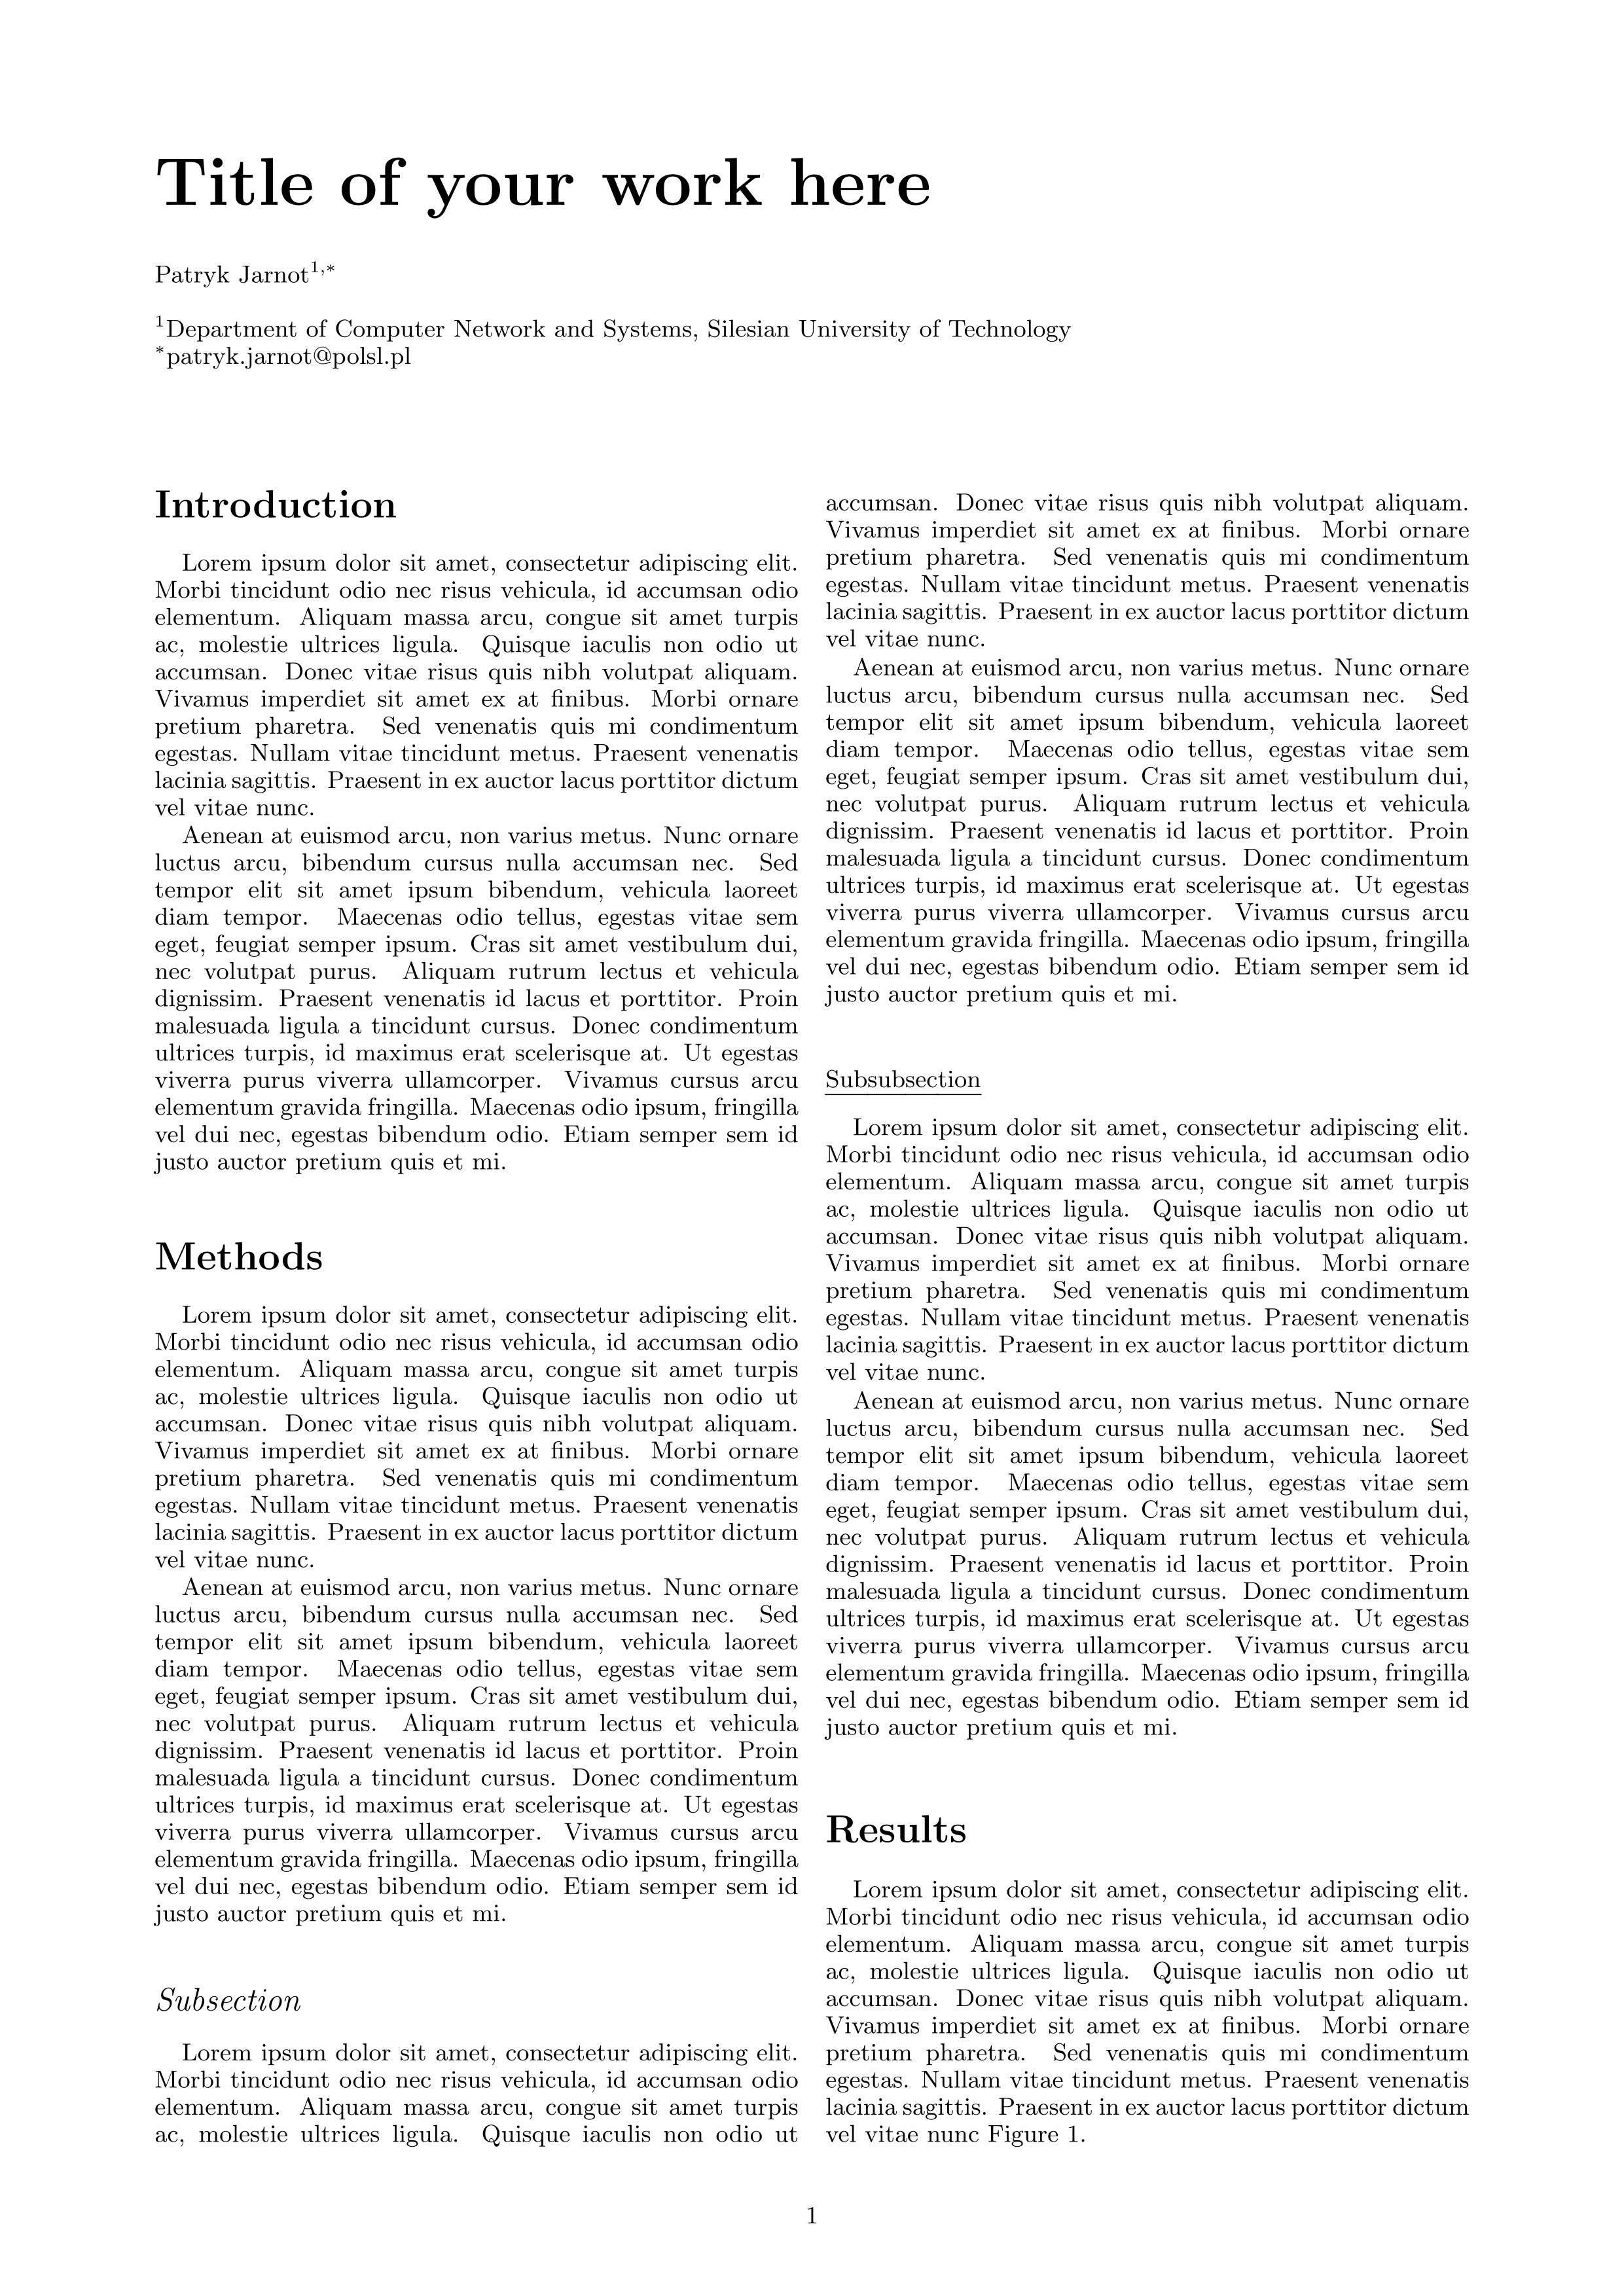 Title of your work here
Patryk Jarnot1,*
1Department of Computer Network and Systems, Silesian University of Technology
*patryk.jarnot@polsl.pl
Introduction
Lorem ipsum dolor sit amet, consectetur adipiscing elit.
Morbi tincidunt odio nec risus vehicula, id accumsan odio
elementum. Aliquam massa arcu, congue sit amet turpis
ac, molestie ultrices ligula. Quisque iaculis non odio ut
accumsan. Donec vitae risus quis nibh volutpat aliquam.
Vivamus imperdiet sit amet ex at finibus. Morbi ornare
pretium pharetra. Sed venenatis quis mi condimentum
egestas. Nullam vitae tincidunt metus. Praesent venenatis
lacinia sagittis. Praesent in ex auctor lacus porttitor dictum
vel vitae nunc.
Aenean at euismod arcu, non varius metus. Nunc ornare
luctus arcu, bibendum cursus nulla accumsan nec. Sed
tempor elit sit amet ipsum bibendum, vehicula laoreet
diam tempor. Maecenas odio tellus, egestas vitae sem
eget, feugiat semper ipsum. Cras sit amet vestibulum dui,
nec volutpat purus. Aliquam rutrum lectus et vehicula
dignissim. Praesent venenatis id lacus et porttitor. Proin
malesuada ligula a tincidunt cursus. Donec condimentum
ultrices turpis, id maximus erat scelerisque at. Ut egestas
viverra purus viverra ullamcorper. Vivamus cursus arcu
elementum gravida fringilla. Maecenas odio ipsum, fringilla
vel dui nec, egestas bibendum odio. Etiam semper sem id
justo auctor pretium quis et mi.
Methods
Lorem ipsum dolor sit amet, consectetur adipiscing elit.
Morbi tincidunt odio nec risus vehicula, id accumsan odio
elementum. Aliquam massa arcu, congue sit amet turpis
ac, molestie ultrices ligula. Quisque iaculis non odio ut
accumsan. Donec vitae risus quis nibh volutpat aliquam.
Vivamus imperdiet sit amet ex at finibus. Morbi ornare
pretium pharetra. Sed venenatis quis mi condimentum
egestas. Nullam vitae tincidunt metus. Praesent venenatis
lacinia sagittis. Praesent in ex auctor lacus porttitor dictum
vel vitae nunc.
Aenean at euismod arcu, non varius metus. Nunc ornare
luctus arcu, bibendum cursus nulla accumsan nec. Sed
tempor elit sit amet ipsum bibendum, vehicula laoreet
diam tempor. Maecenas odio tellus, egestas vitae sem
eget, feugiat semper ipsum. Cras sit amet vestibulum dui,
nec volutpat purus. Aliquam rutrum lectus et vehicula
dignissim. Praesent venenatis id lacus et porttitor. Proin
malesuada ligula a tincidunt cursus. Donec condimentum
ultrices turpis, id maximus erat scelerisque at. Ut egestas
viverra purus viverra ullamcorper. Vivamus cursus arcu
elementum gravida fringilla. Maecenas odio ipsum, fringilla
vel dui nec, egestas bibendum odio. Etiam semper sem id
justo auctor pretium quis et mi.
Subsection
Lorem ipsum dolor sit amet, consectetur adipiscing elit.
Morbi tincidunt odio nec risus vehicula, id accumsan odio
elementum. Aliquam massa arcu, congue sit amet turpis
ac, molestie ultrices ligula. Quisque iaculis non odio ut
accumsan. Donec vitae risus quis nibh volutpat aliquam.
Vivamus imperdiet sit amet ex at finibus. Morbi ornare
pretium pharetra. Sed venenatis quis mi condimentum
egestas. Nullam vitae tincidunt metus. Praesent venenatis
lacinia sagittis. Praesent in ex auctor lacus porttitor dictum
vel vitae nunc.
Aenean at euismod arcu, non varius metus. Nunc ornare
luctus arcu, bibendum cursus nulla accumsan nec. Sed
tempor elit sit amet ipsum bibendum, vehicula laoreet
diam tempor. Maecenas odio tellus, egestas vitae sem
eget, feugiat semper ipsum. Cras sit amet vestibulum dui,
nec volutpat purus. Aliquam rutrum lectus et vehicula
dignissim. Praesent venenatis id lacus et porttitor. Proin
malesuada ligula a tincidunt cursus. Donec condimentum
ultrices turpis, id maximus erat scelerisque at. Ut egestas
viverra purus viverra ullamcorper. Vivamus cursus arcu
elementum gravida fringilla. Maecenas odio ipsum, fringilla
vel dui nec, egestas bibendum odio. Etiam semper sem id
justo auctor pretium quis et mi.
Subsubsection
Lorem ipsum dolor sit amet, consectetur adipiscing elit.
Morbi tincidunt odio nec risus vehicula, id accumsan odio
elementum. Aliquam massa arcu, congue sit amet turpis
ac, molestie ultrices ligula. Quisque iaculis non odio ut
accumsan. Donec vitae risus quis nibh volutpat aliquam.
Vivamus imperdiet sit amet ex at finibus. Morbi ornare
pretium pharetra. Sed venenatis quis mi condimentum
egestas. Nullam vitae tincidunt metus. Praesent venenatis
lacinia sagittis. Praesent in ex auctor lacus porttitor dictum
vel vitae nunc.
Aenean at euismod arcu, non varius metus. Nunc ornare
luctus arcu, bibendum cursus nulla accumsan nec. Sed
tempor elit sit amet ipsum bibendum, vehicula laoreet
diam tempor. Maecenas odio tellus, egestas vitae sem
eget, feugiat semper ipsum. Cras sit amet vestibulum dui,
nec volutpat purus. Aliquam rutrum lectus et vehicula
dignissim. Praesent venenatis id lacus et porttitor. Proin
malesuada ligula a tincidunt cursus. Donec condimentum
ultrices turpis, id maximus erat scelerisque at. Ut egestas
viverra purus viverra ullamcorper. Vivamus cursus arcu
elementum gravida fringilla. Maecenas odio ipsum, fringilla
vel dui nec, egestas bibendum odio. Etiam semper sem id
justo auctor pretium quis et mi.
Results
Lorem ipsum dolor sit amet, consectetur adipiscing elit.
Morbi tincidunt odio nec risus vehicula, id accumsan odio
elementum. Aliquam massa arcu, congue sit amet turpis
ac, molestie ultrices ligula. Quisque iaculis non odio ut
accumsan. Donec vitae risus quis nibh volutpat aliquam.
Vivamus imperdiet sit amet ex at finibus. Morbi ornare
pretium pharetra. Sed venenatis quis mi condimentum
egestas. Nullam vitae tincidunt metus. Praesent venenatis
lacinia sagittis. Praesent in ex auctor lacus porttitor dictum
vel vitae nunc Figure 1.
1